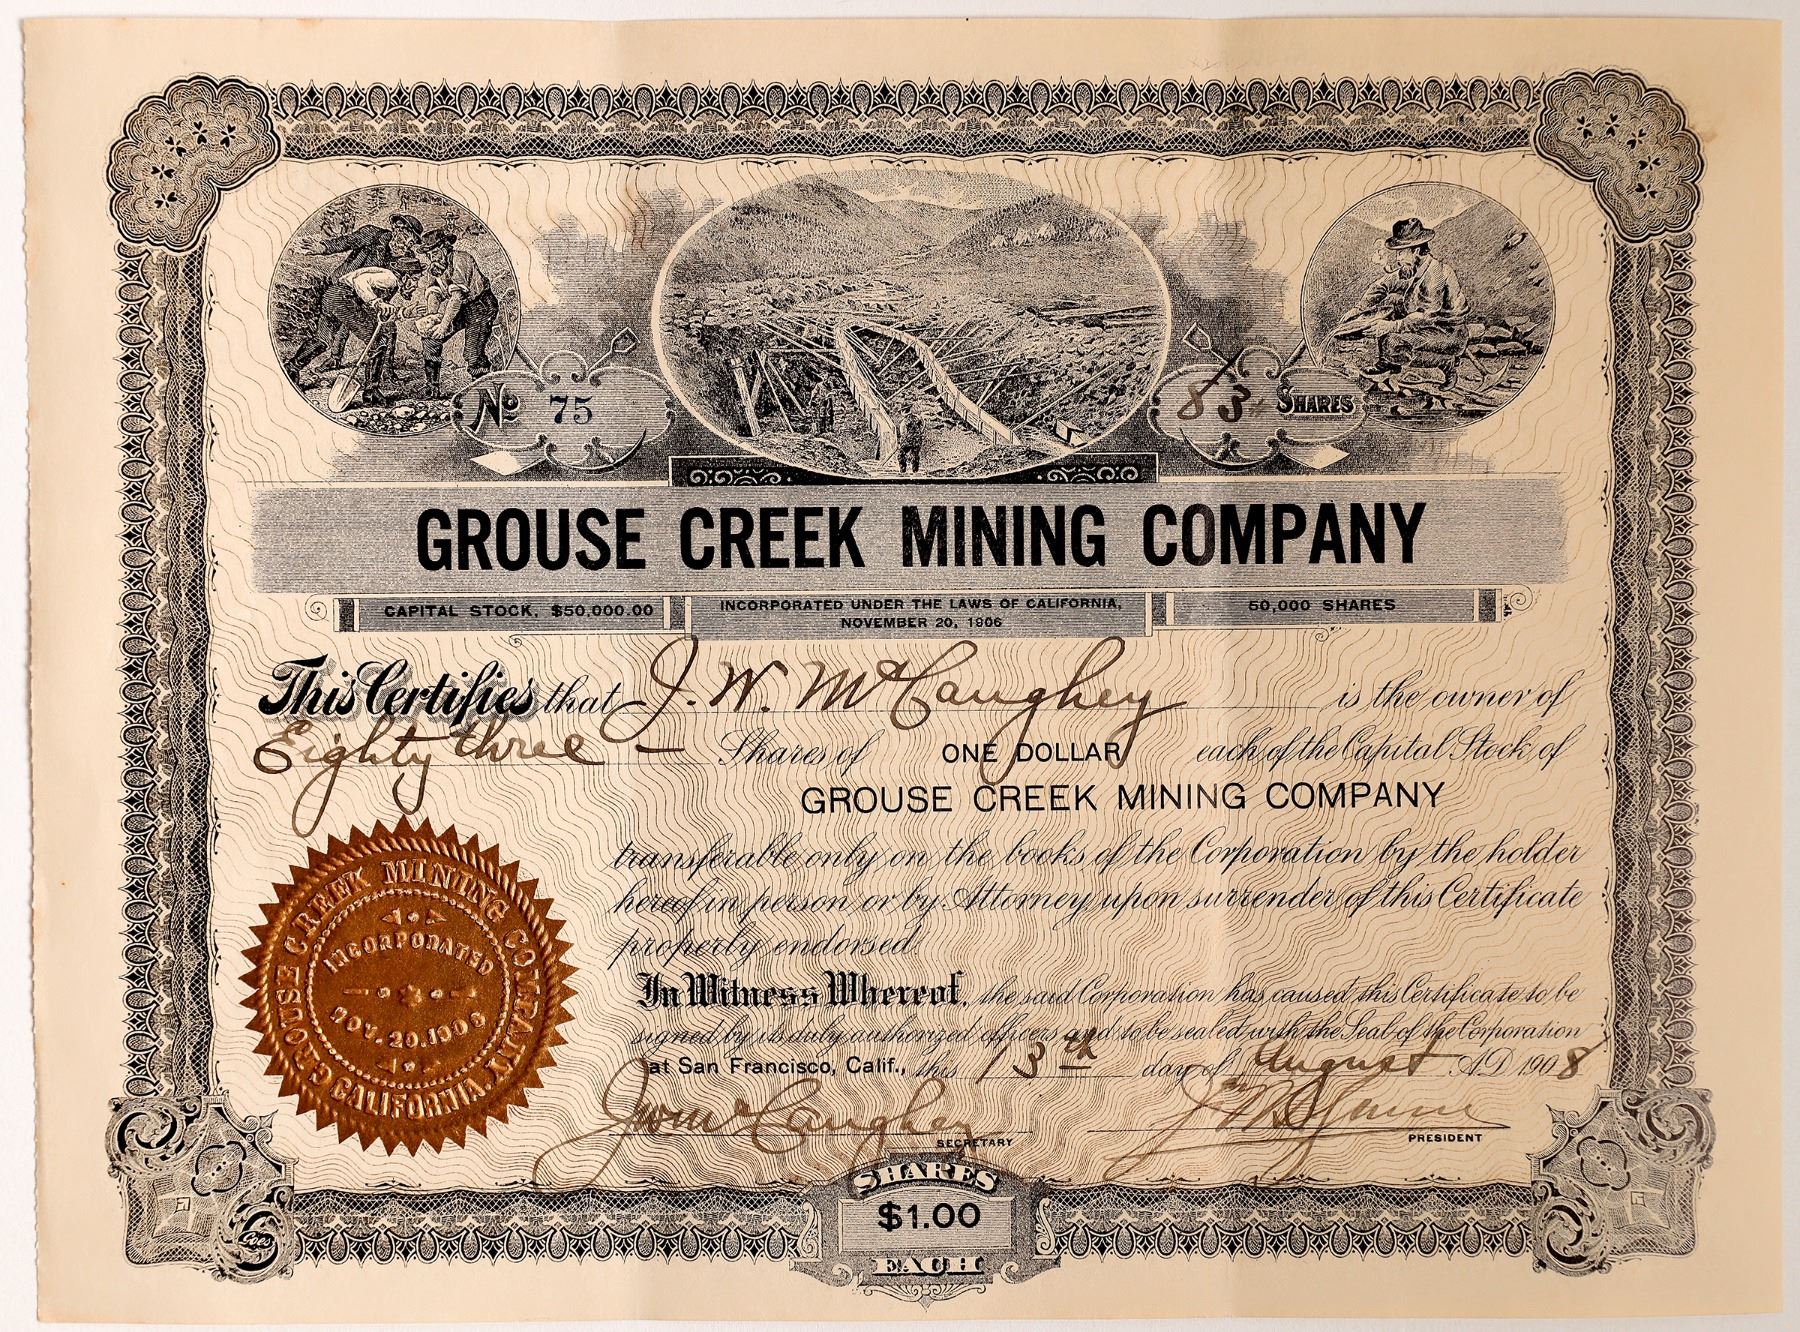 No 75
83 SHARES
GROUSE CREEK MINING COMPANY
CAPITAL STOCK, $50,000.00
INCORPORATED UNDER THE LAWS OF CALIFORNIA,
NOVEMBER 20, 1906
50,000 SHARES
This Certifies that J. W. McCaughey is the owner of
Eighty three — Shares of ONE DOLLAR each of the Capital Stock of
GROUSE CREEK MINING COMPANY
transferable only on the books of the Corporation by the holder
hereof in person or by Attorney upon surrender of this Certificate
properly endorsed.
In Witness Whereof, the said Corporation has caused this Certificate to be
signed by its duly authorized officers and to be sealed with the Seal of the Corporation
at San Francisco, Calif., this 13th day of August A.D. 1908
JW McCaughey
SECRETARY
PRESIDENT
GROUSE CREEK MINING COMPANY.
INCORPORATED
NOV. 20.1906
CALIFORNIA.
SHARES
$1.00
EACH
Goes